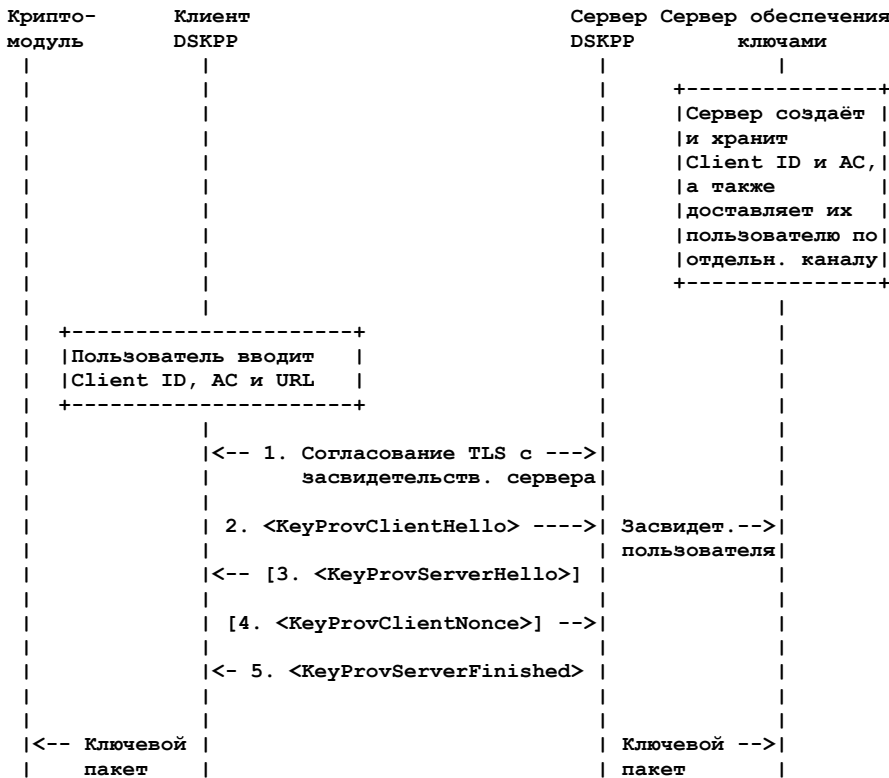 Крипто-      Клиент                         Сервер Сервер обеспечения
модуль       DSKPP                          DSKPP        ключами
Сервер создаёт
и хранит
Client ID и AC,
а также
доставляет их
пользователю по
отдельн. каналу
Пользователь вводит
Client ID, AC и URL
<-- 1. Согласование TLS с --->
засвидетельств. сервера
2. <KeyProvClientHello> ----> Засвидет.-->
пользователя
<-- [3. <KeyProvServerHello>]
[4. <KeyProvClientNonce>] -->
<- 5. <KeyProvServerFinished>
<-- Ключевой Ключевой -->
пакет пакет